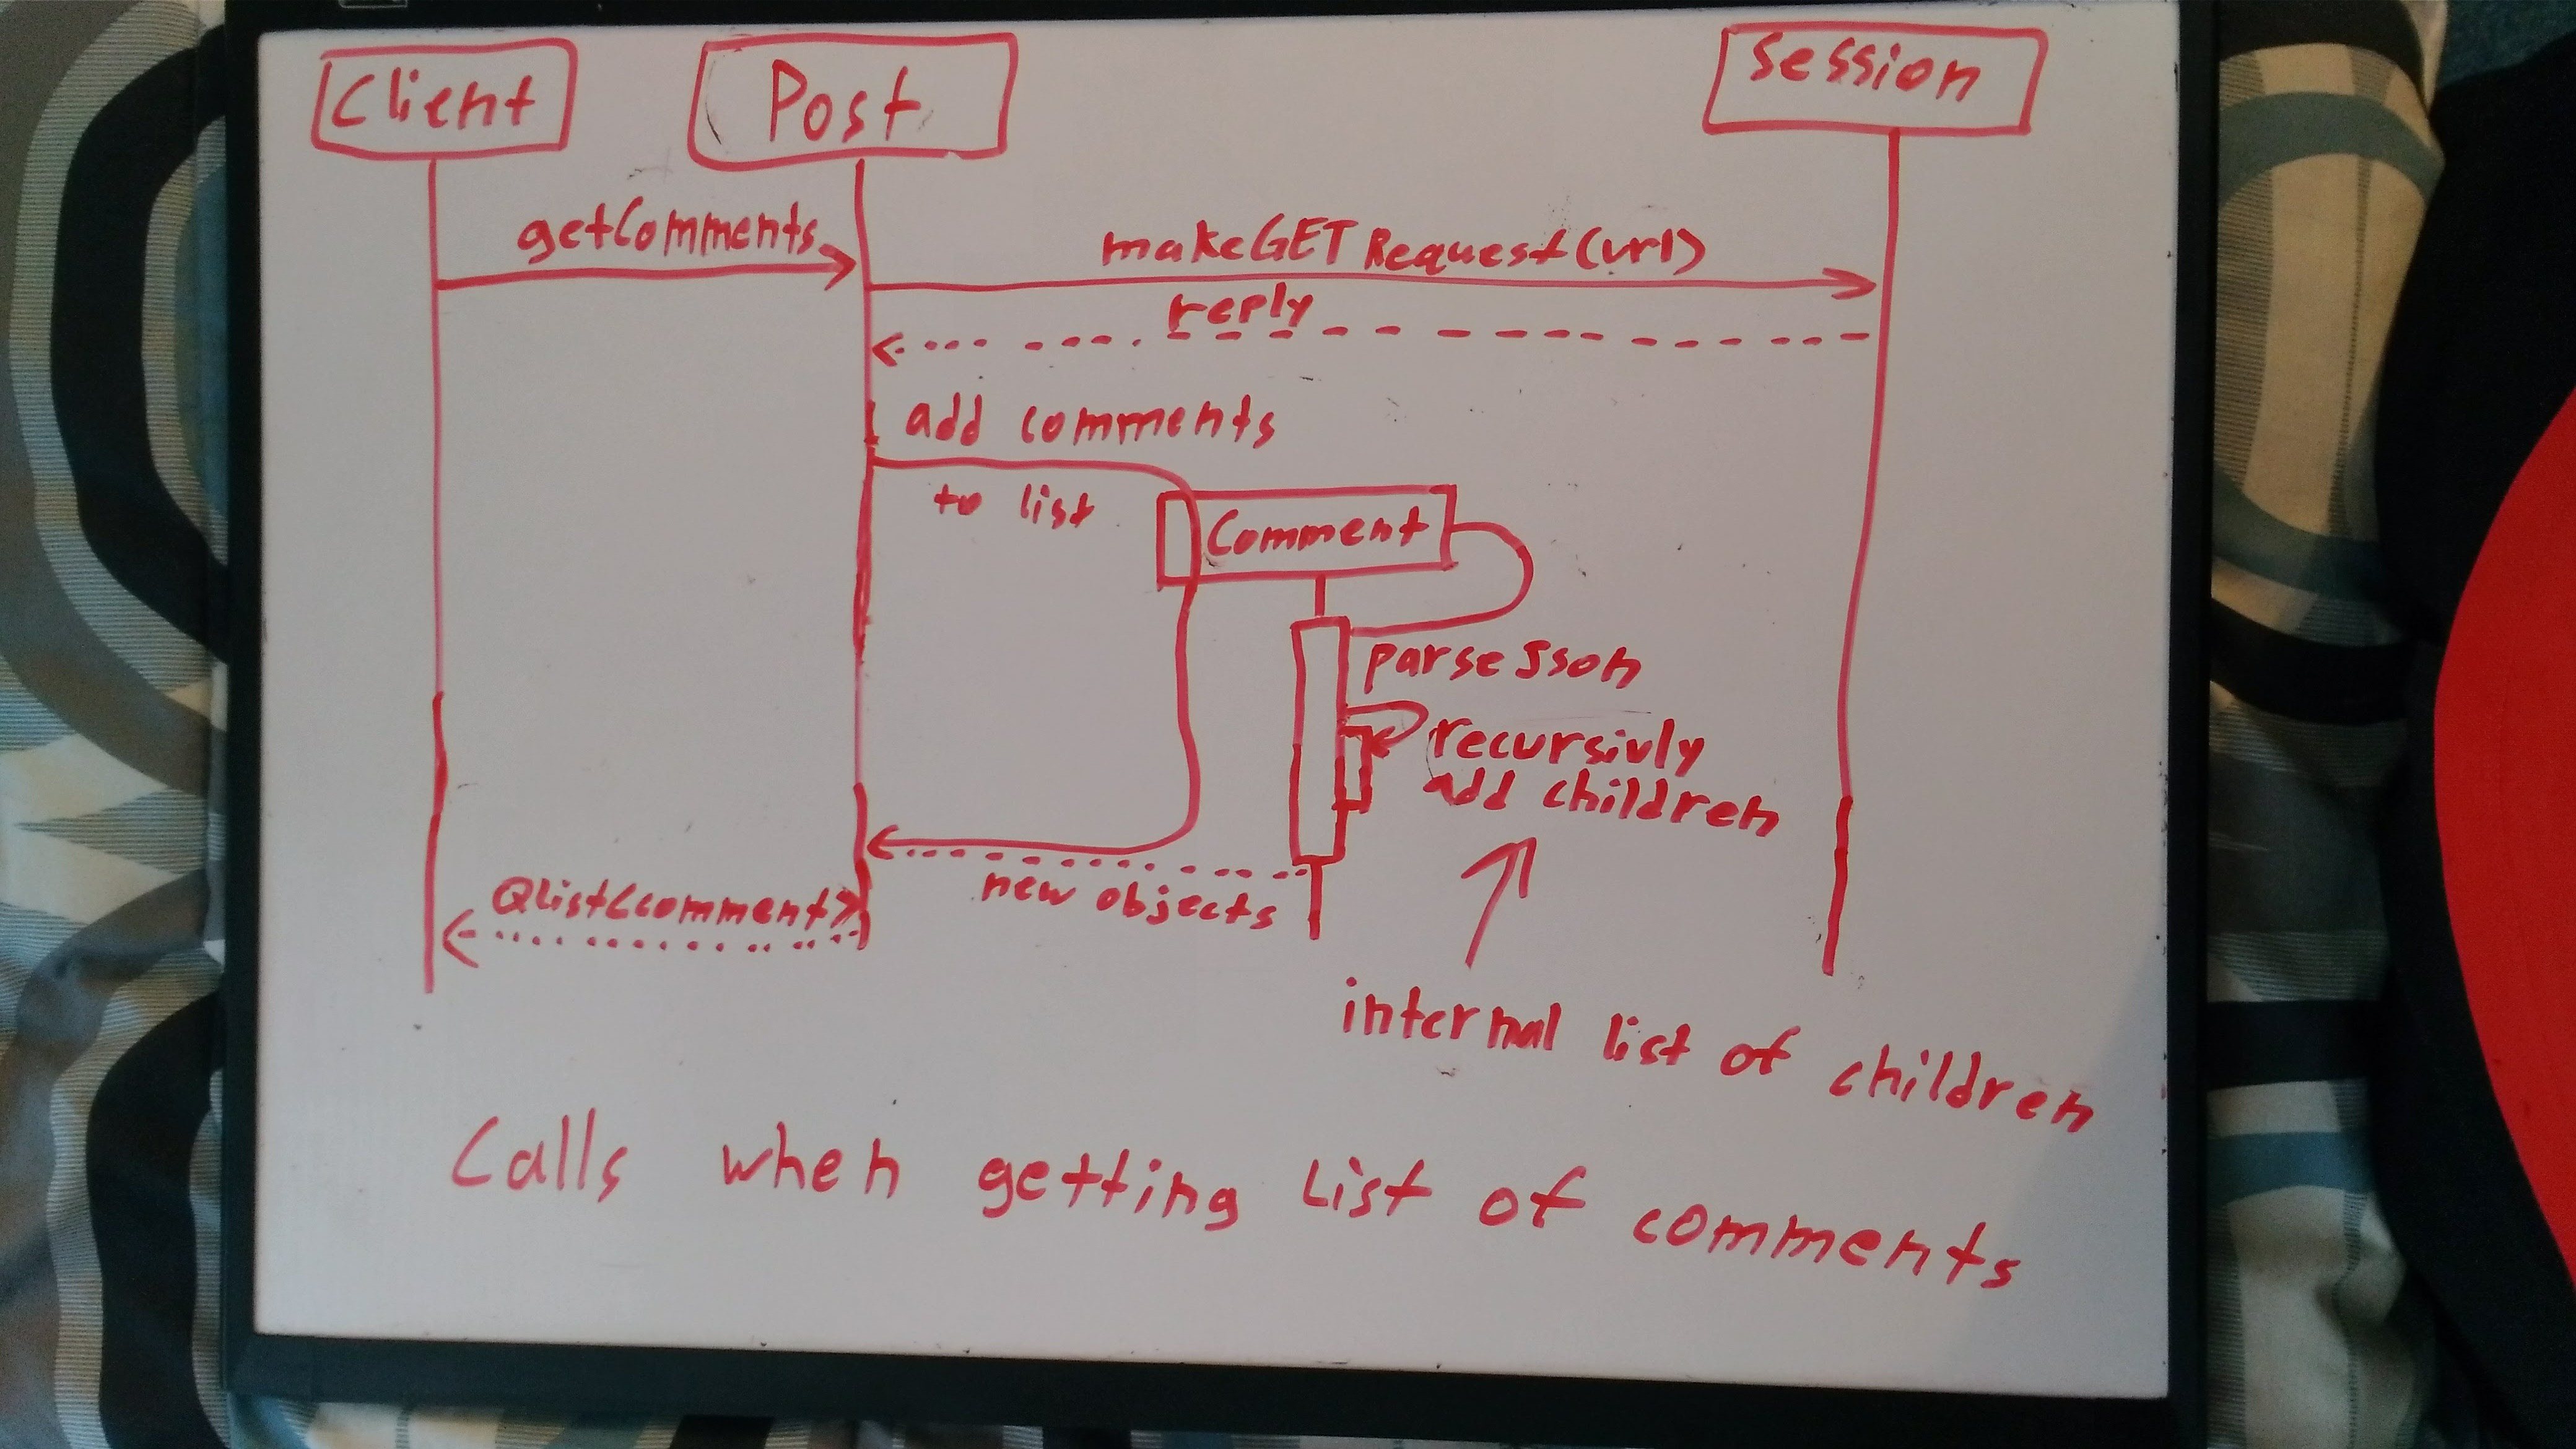 Client
Post
Session
getComments
makeGETRequest(url)
reply
add comments
to list
Comment
parseJson
recursivly
add children
new objects
QList<comment>
internal list of children
Calls when getting List of comments